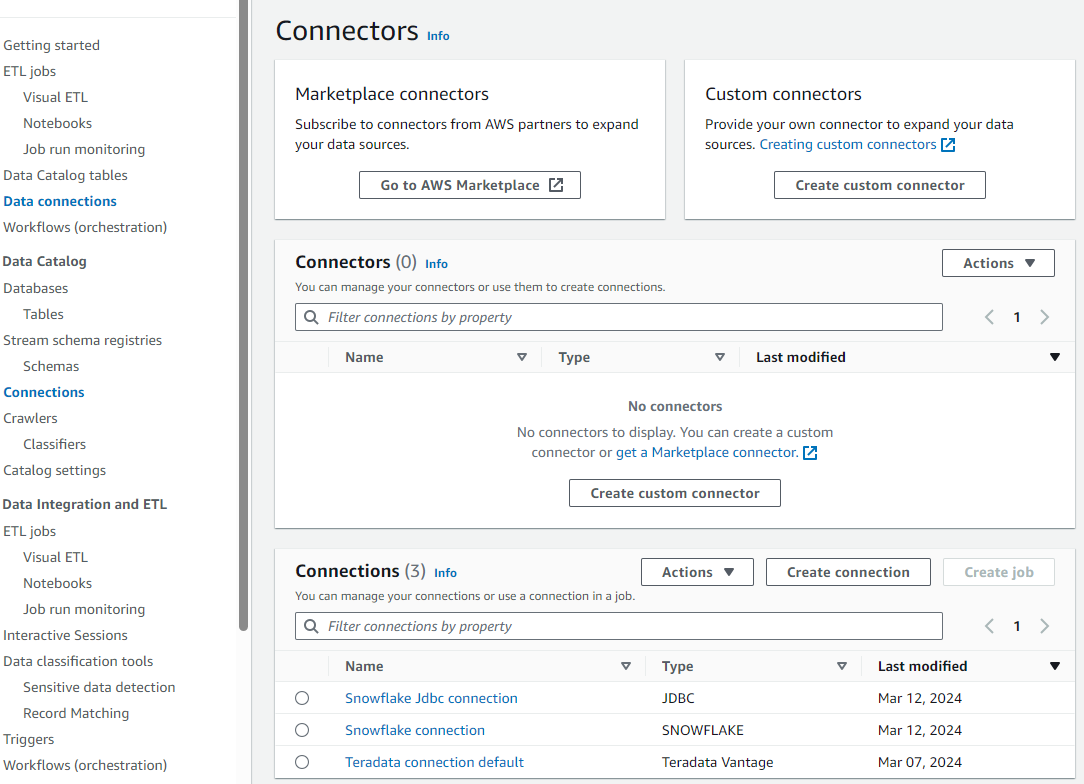 Getting started
ETL jobs
Visual ETL
Notebooks
Job run monitoring
Data Catalog tables
Data connections
Workflows (orchestration)
Data Catalog
Databases
Tables
Stream schema registries
Schemas
Connections
Crawlers
Classifiers
Catalog settings
Data Integration and ETL
ETL jobs
Visual ETL
Notebooks
Job run monitoring
Interactive Sessions
Data classification tools
Sensitive data detection
Record Matching
Triggers
Workflows (orchestration)
Connectors Info
Marketplace connectors
Subscribe to connectors from AWS partners to expand
your data sources.
Go to AWS Marketplace
Custom connectors
Provide your own connector to expand your data
sources. Creating custom connectors
Create custom connector
Connectors (0) Info
Actions
You can manage your connectors or use them to create connections.
Filter connections by property
1
Name Type Last modified
No connectors
No connectors to display. You can create a custom
connector or get a Marketplace connector.
Create custom connector
Connections (3) Info
Actions Create connection Create job
You can manage your connections or use a connection in a job.
Filter connections by property
1
Name Type Last modified
Snowflake Jdbc connection JDBC Mar 12, 2024
Snowflake connection SNOWFLAKE Mar 12, 2024
Teradata connection default Teradata Vantage Mar 07, 2024